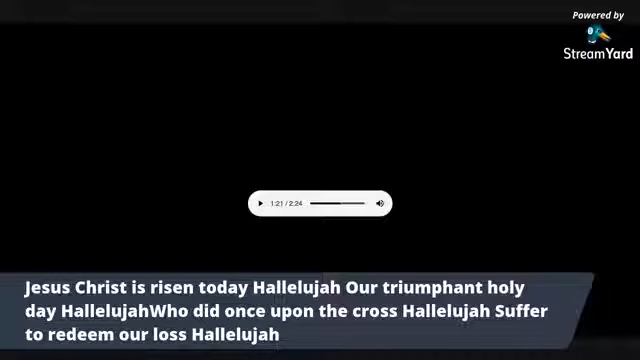 Powered by
StreamYard
1:21 / 2:24
Jesus Christ is risen today Hallelujah Our triumphant holy
day HallelujahWho did once upon the cross Hallelujah Suffer
to redeem our loss Hallelujah